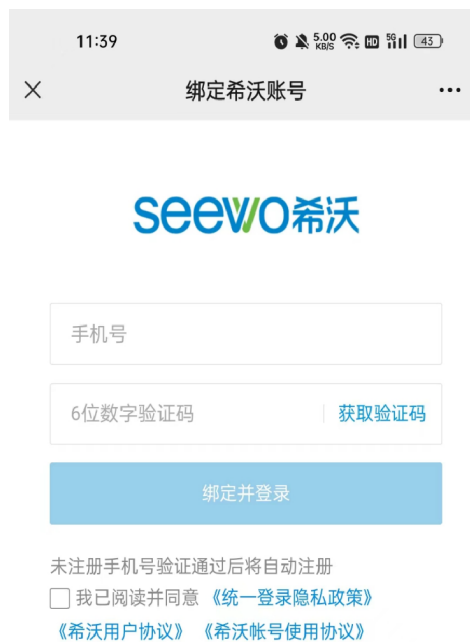 11:39 5.00 KB/S HD 5G 43
绑定希沃账号
seewo希沃
手机号
6位数字验证码 获取验证码
绑定并登录
未注册手机号验证通过后将自动注册
我已阅读并同意 《统一登录隐私政策》
《希沃用户协议》 《希沃帐号使用协议》